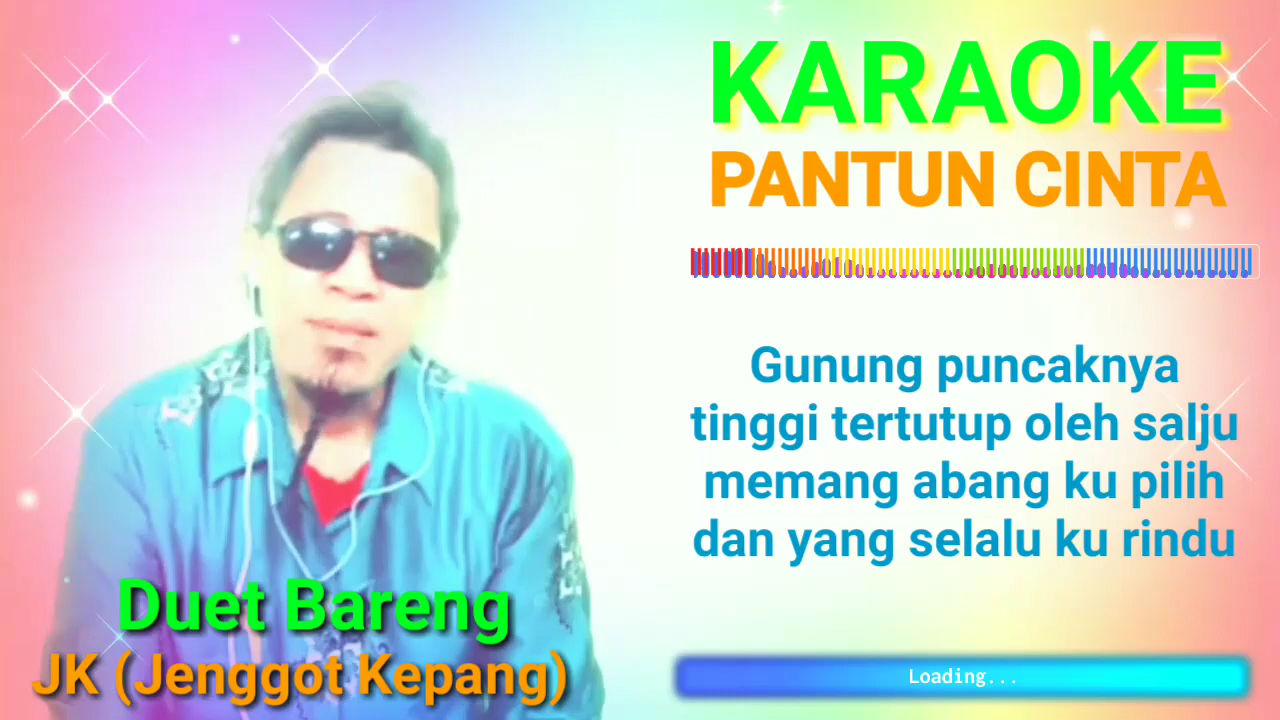 KARAOKE
PANTUN CINTA
Gunung puncaknya
tinggi tertutup oleh salju
memang abang ku pilih
dan yang selalu ku rindu
Duet Bareng
JK (Jenggot Kepang)
Loading...